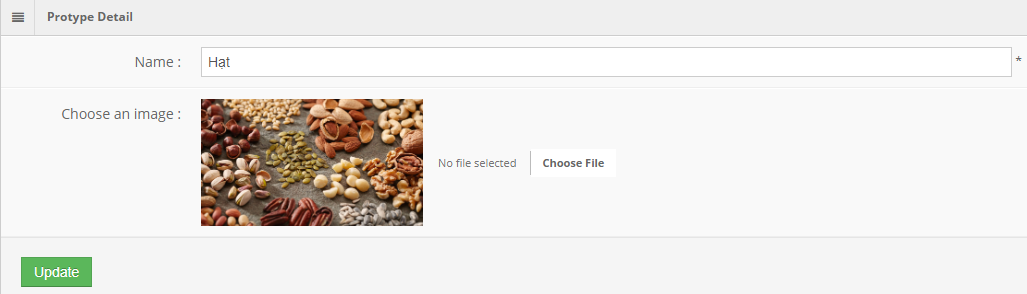 Protype Detail
Name :
Hạt
*
Choose an image :
No file selected
Choose File
Update